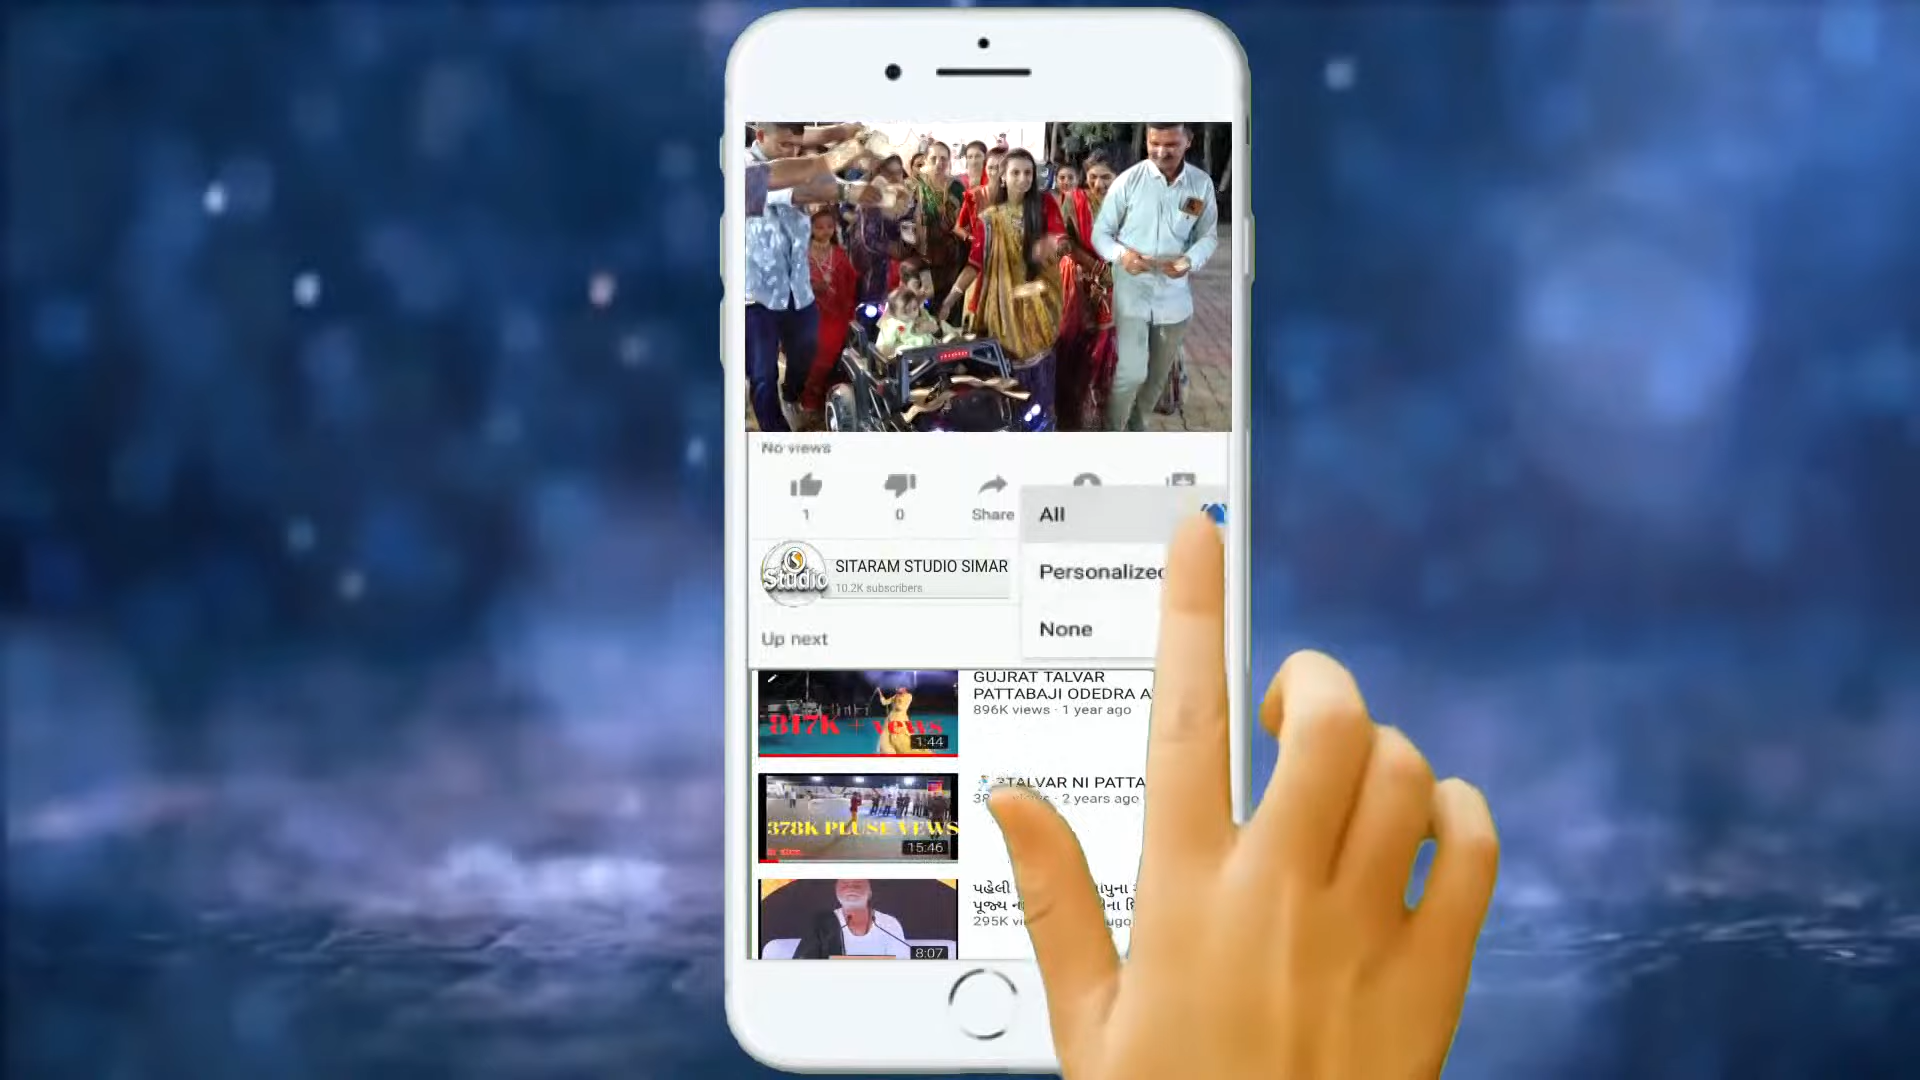 No views
1
0
Share
All
Personalized
None
Studio
SITARAM STUDIO SIMAR
10.2K subscribers
Up next
817K + vews
1:44
GUJRAT TALVAR
PATTABAJI ODEDRA
896K views · 1 year ago
378K PLUSE VEWS
15:46
TALVAR NI PATTA
2 years ago
8:07
પહેલી
પૂજ્ય
295K